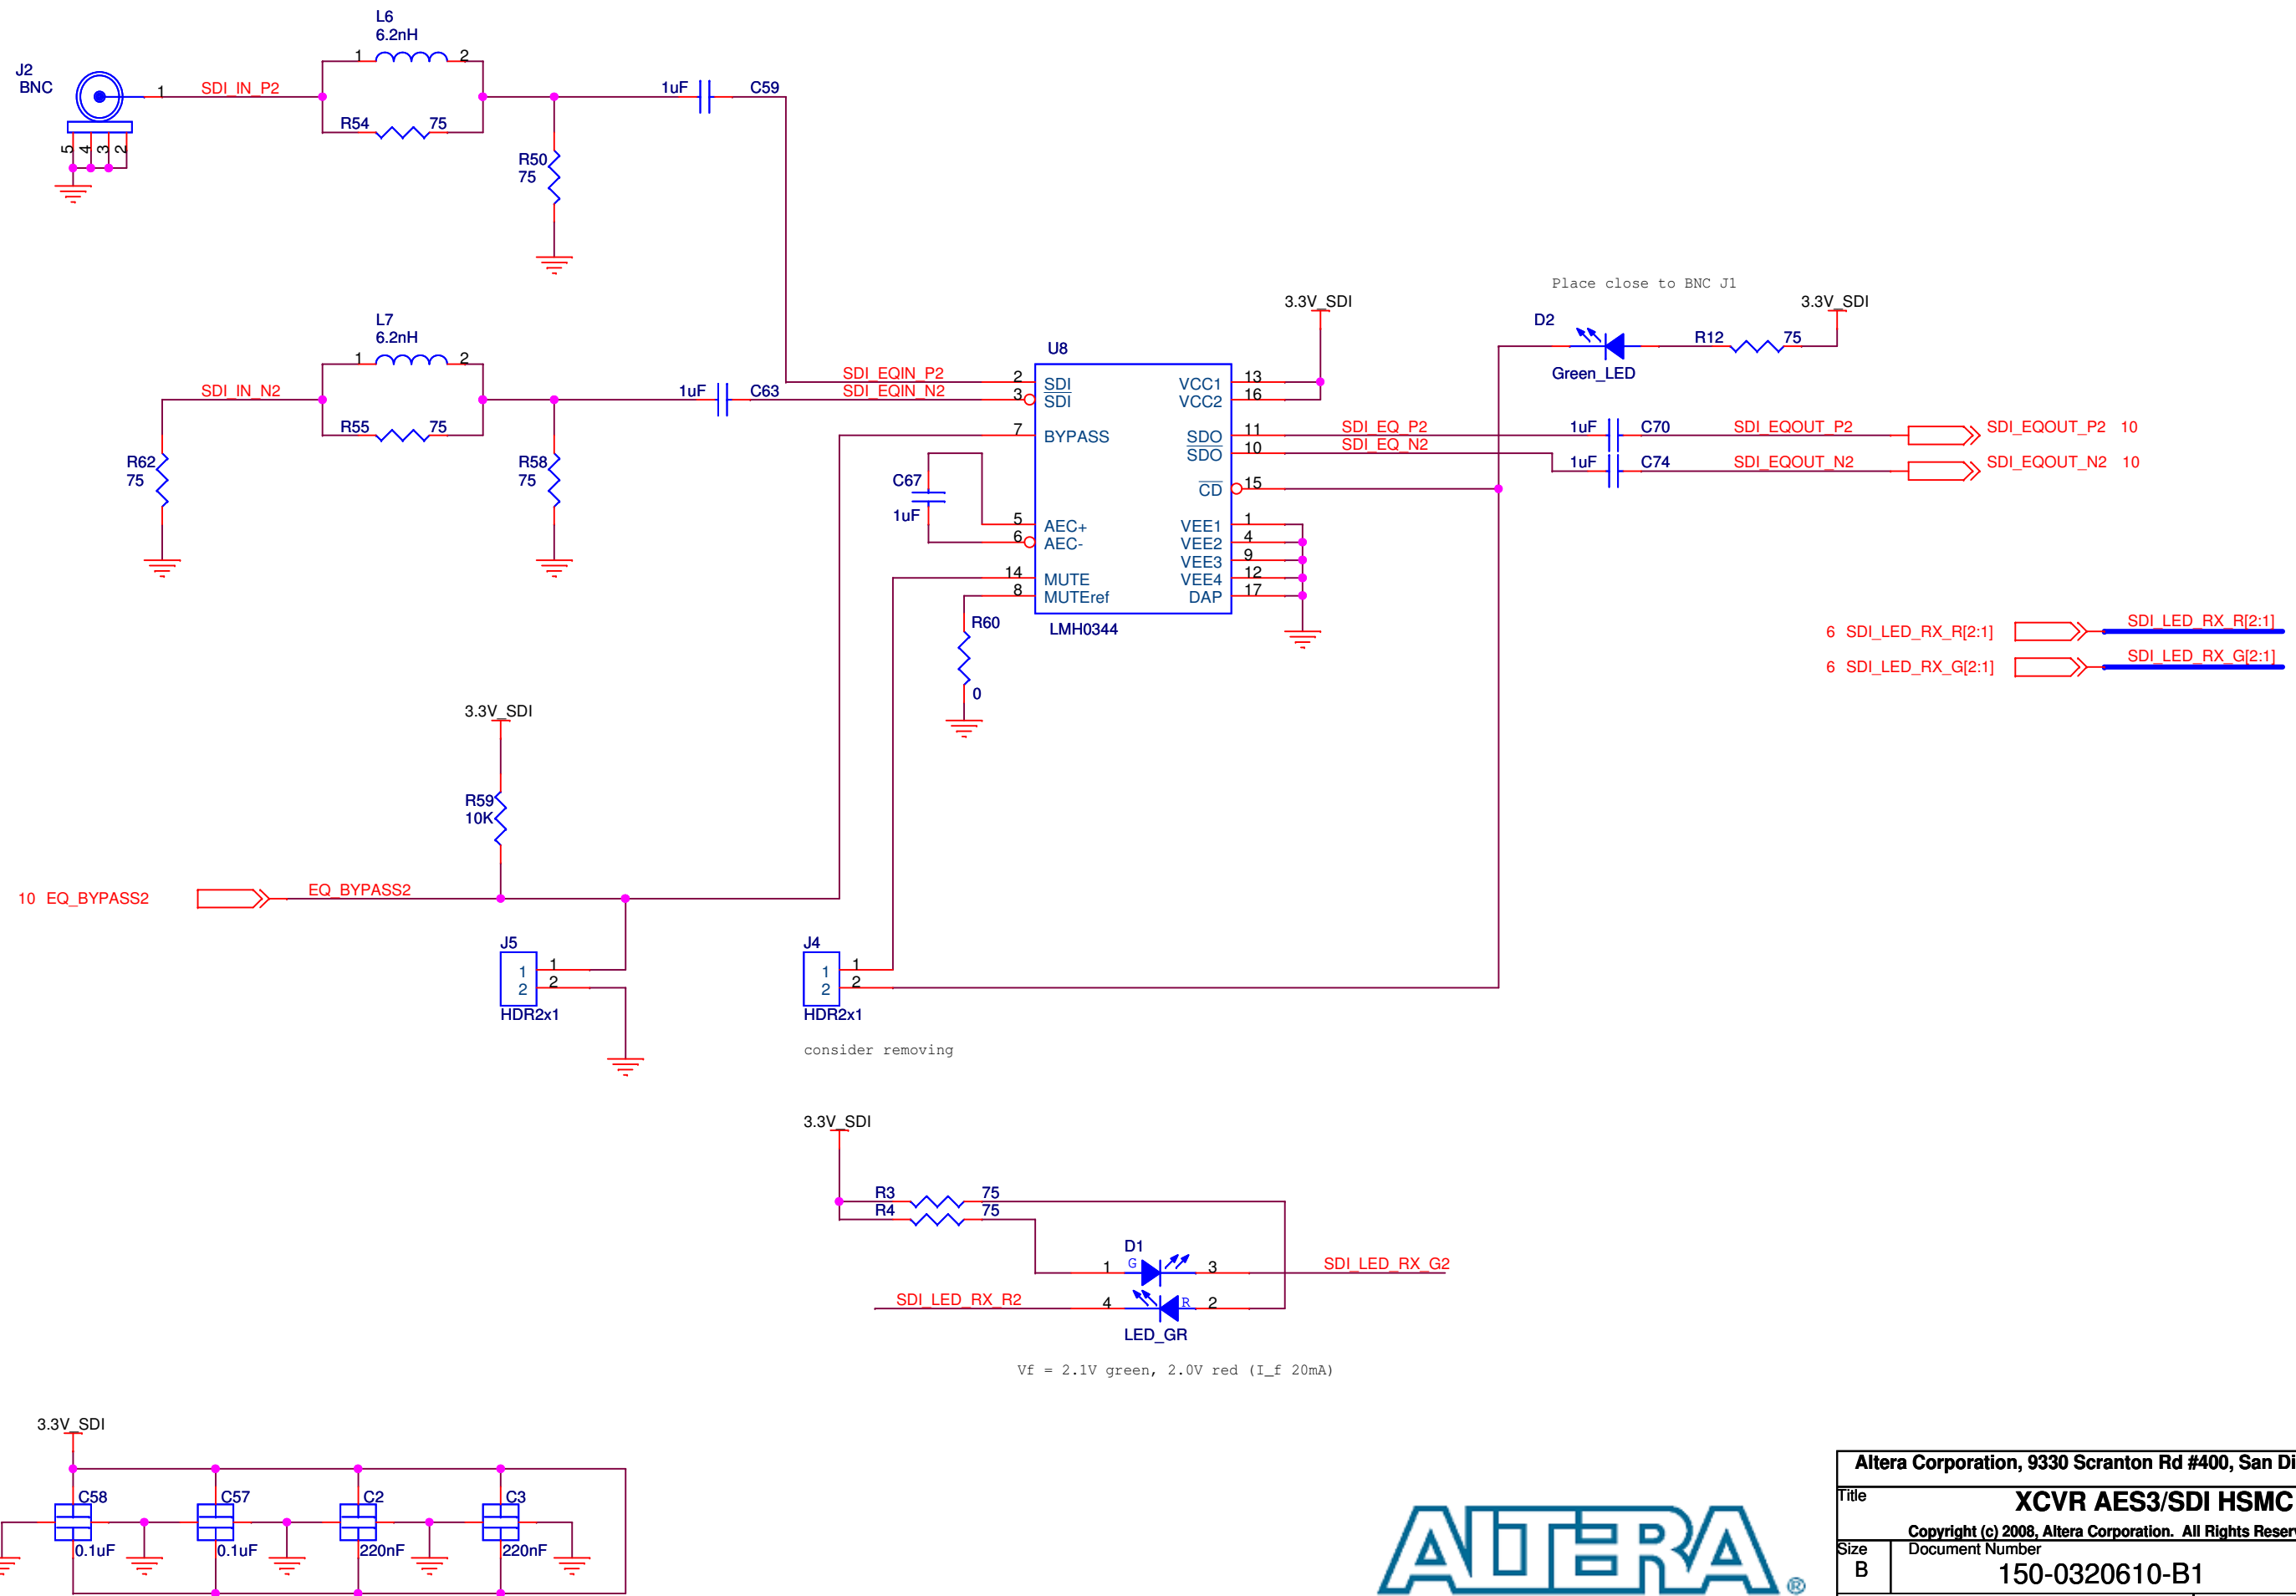 L6
6.2nH
1
2
J2
BNC
1
SDI_IN_P2
R54
75
5
4
3
2
R50
75
1uF
C59
L7
6.2nH
1
2
SDI_IN_N2
R55
75
R62
75
R58
75
1uF
C63
SDI_EQIN_P2
SDI_EQIN_N2
U8
2
SDI
3
SDI
7
BYPASS
C67
1uF
5
AEC+
6
AEC-
14
MUTE
8
MUTEref
LMH0344
VCC1
13
VCC2
16
SDO
11
SDO
10
CD
15
VEE1
1
VEE2
4
VEE3
9
VEE4
12
DAP
17
R60
0
3.3V_SDI
Place close to BNC J1
3.3V_SDI
D2
Green_LED
R12
75
SDI_EQ_P2
SDI_EQ_N2
1uF
C70
SDI_EQOUT_P2
SDI_EQOUT_P2 10
1uF
C74
SDI_EQOUT_N2
SDI_EQOUT_N2 10
6 SDI_LED_RX_R[2:1]
SDI_LED_RX_R[2:1]
6 SDI_LED_RX_G[2:1]
SDI_LED_RX_G[2:1]
3.3V_SDI
R59
10K
10 EQ_BYPASS2
EQ_BYPASS2
J5
1
1
2
2
HDR2x1
J4
1
1
2
2
HDR2x1
consider removing
3.3V_SDI
R3
75
R4
75
D1
1
G
3
SDI_LED_RX_G2
SDI_LED_RX_R2
4
R
2
LED_GR
Vf = 2.1V green, 2.0V red (I_f 20mA)
3.3V_SDI
C58
0.1uF
C57
0.1uF
C2
220nF
C3
220nF
ALTERA
®
Altera Corporation, 9330 Scranton Rd #400, San Di
Title
XCVR AES3/SDI HSMC
Copyright (c) 2008, Altera Corporation. All Rights Reser
Size
B
Document Number
150-0320610-B1